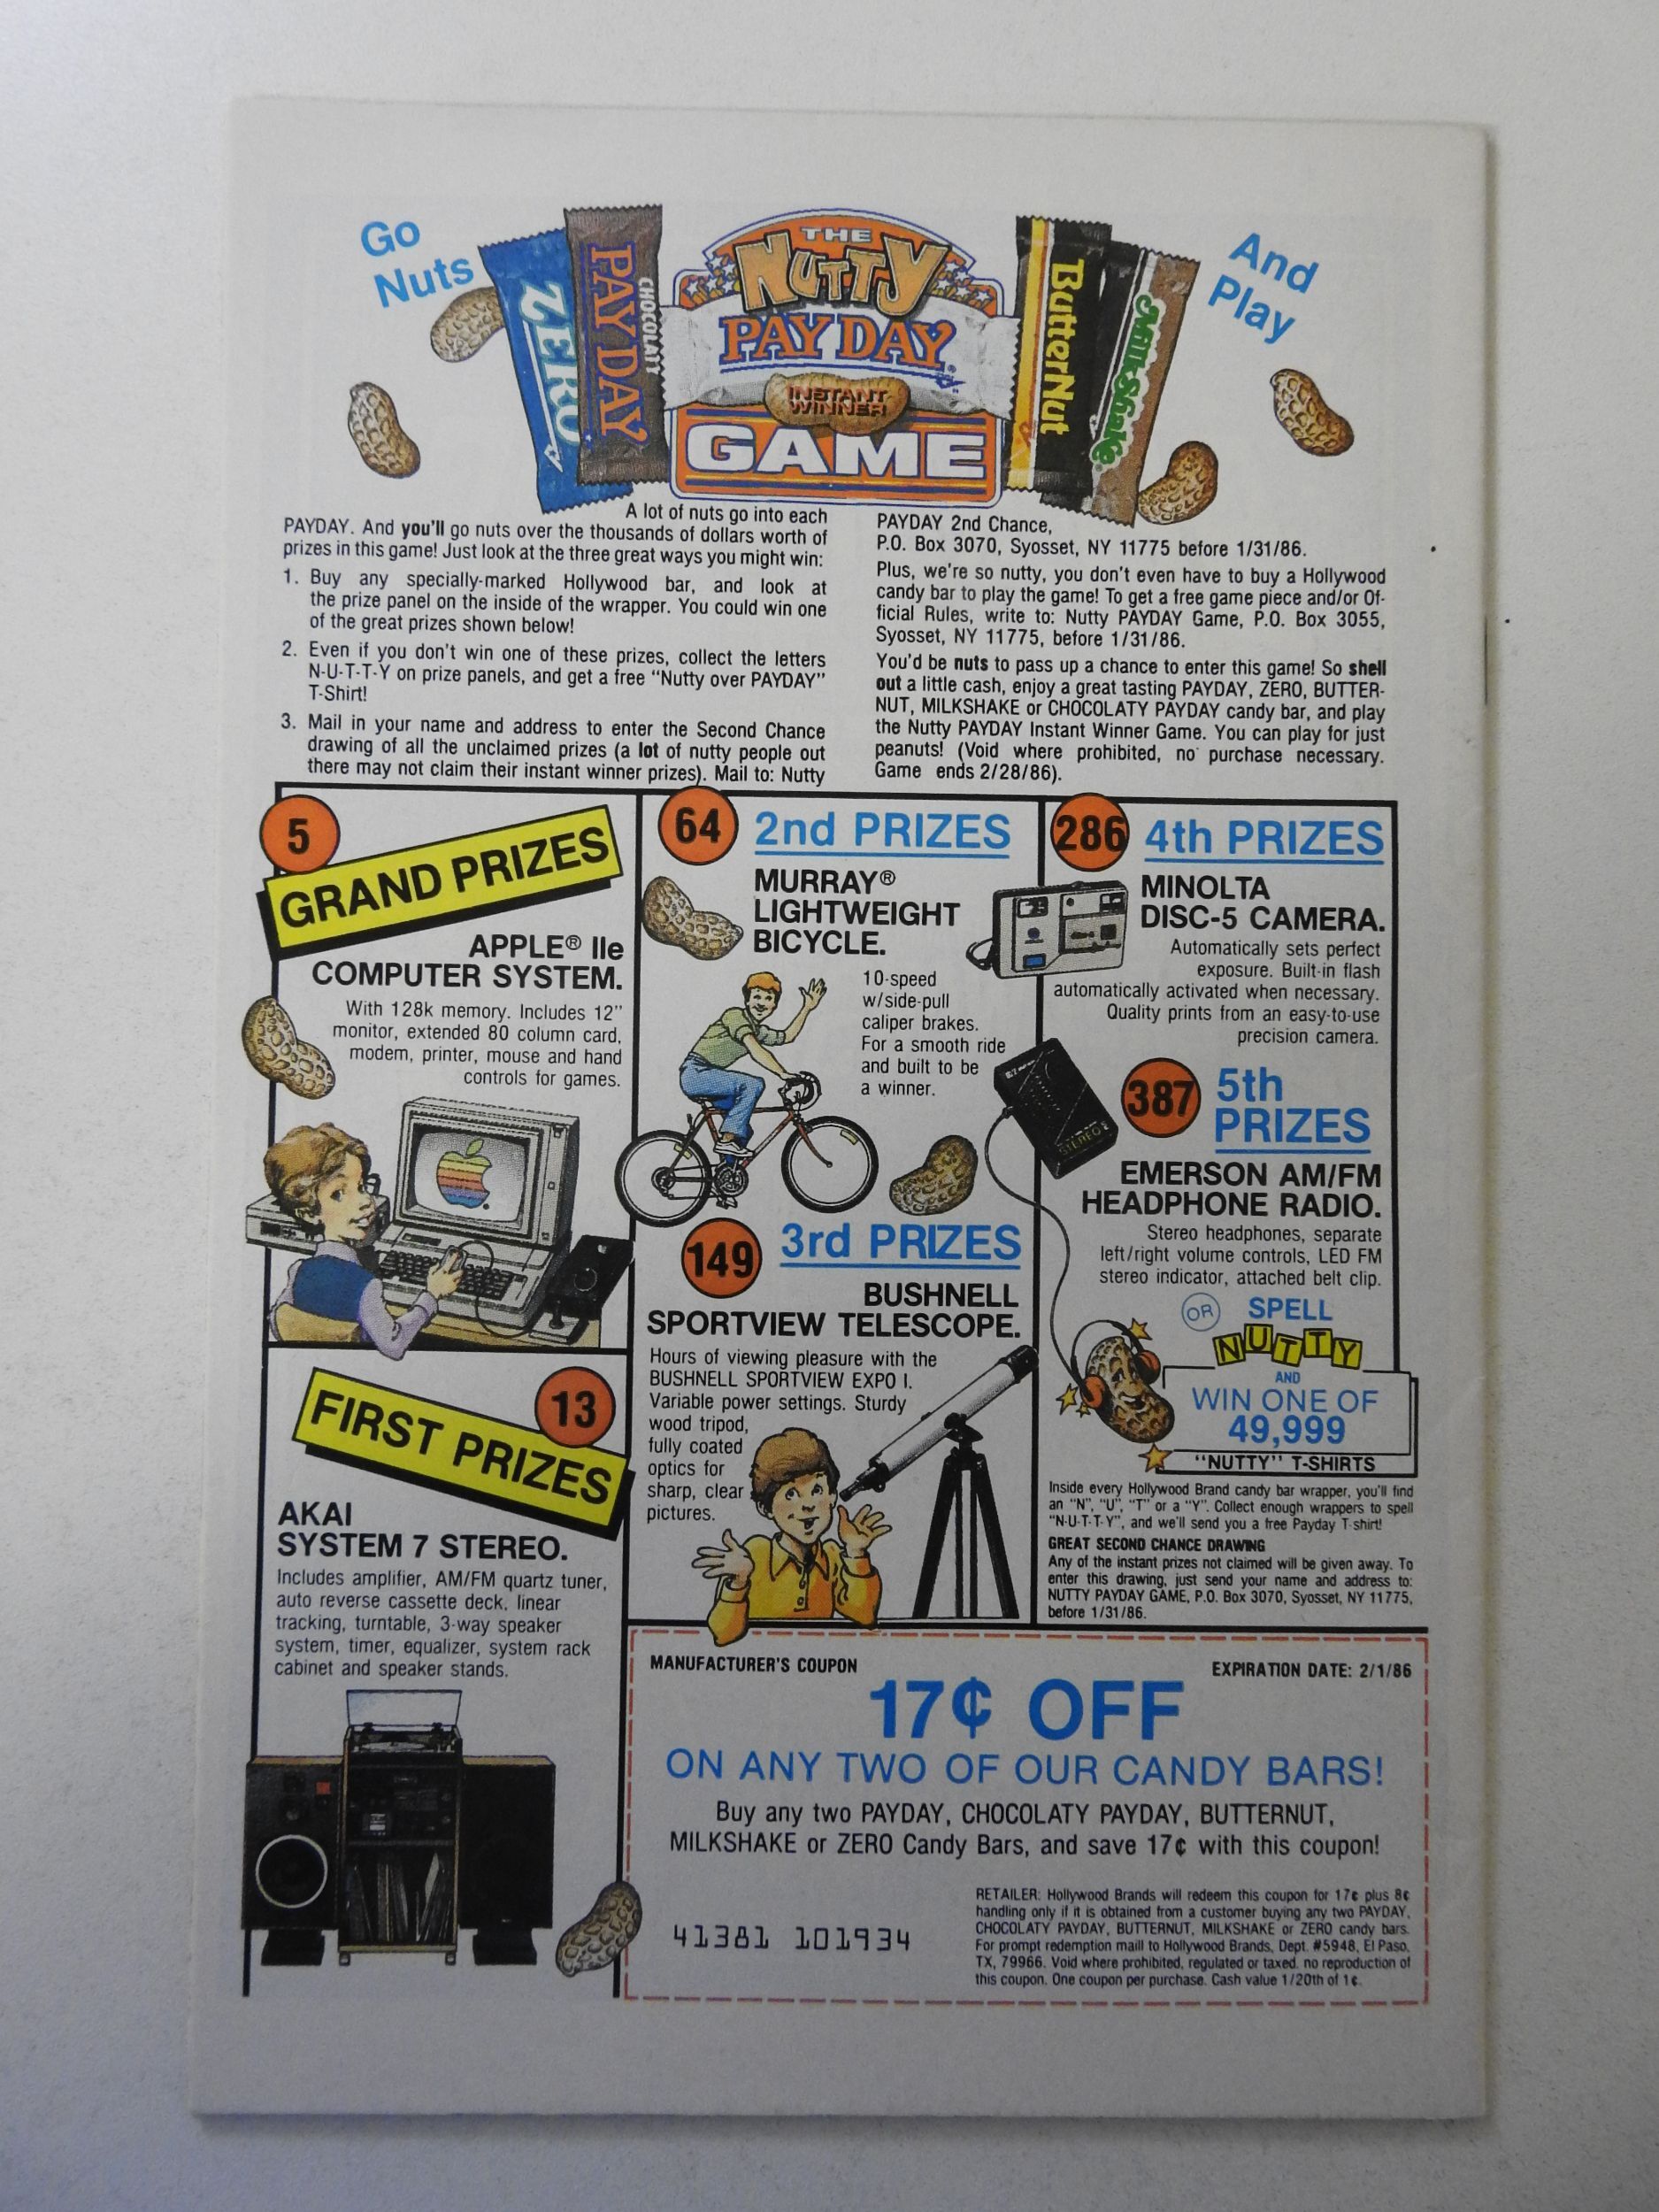 Go
Nuts
ZERO
CHOCOLATY
PAYDAY
THE
NUTTY
PAYDAY
INSTANT
WINNER
GAME
ButterNut
Milk Shake
And
Play
A lot of nuts go into each
PAYDAY. And you'll go nuts over the thousands of dollars worth of
prizes in this game! Just look at the three great ways you might win:
1. Buy any specially-marked Hollywood bar, and look at
the prize panel on the inside of the wrapper. You could win one
of the great prizes shown below!
2. Even if you don't win one of these prizes, collect the letters
N-U-T-T-Y on prize panels, and get a free "Nutty over PAYDAY"
T-Shirt!
3. Mail in your name and address to enter the Second Chance
drawing of all the unclaimed prizes (a lot of nutty people out
there may not claim their instant winner prizes). Mail to: Nutty
PAYDAY 2nd Chance,
P.O. Box 3070, Syosset, NY 11775 before 1/31/86.
Plus, we're so nutty, you don't even have to buy a Hollywood
candy bar to play the game! To get a free game piece and/or Of-
ficial Rules, write to: Nutty PAYDAY Game, P.O. Box 3055,
Syosset, NY 11775, before 1/31/86.
You'd be nuts to pass up a chance to enter this game! So shell
out a little cash, enjoy a great tasting PAYDAY, ZERO, BUTTER-
NUT, MILKSHAKE or CHOCOLATY PAYDAY candy bar, and play
the Nutty PAYDAY Instant Winner Game. You can play for just
peanuts! (Void where prohibited, no purchase necessary.
Game ends 2/28/86).
5
GRAND PRIZES
APPLE® IIe
COMPUTER SYSTEM.
With 128k memory. Includes 12"
monitor, extended 80 column card,
modem, printer, mouse and hand
controls for games.
13
FIRST PRIZES
AKAI
SYSTEM 7 STEREO.
Includes amplifier, AM/FM quartz tuner,
auto reverse cassette deck, linear
tracking, turntable, 3-way speaker
system, timer, equalizer, system rack
cabinet and speaker stands.
64
2nd PRIZES
MURRAY®
LIGHTWEIGHT
BICYCLE.
10-speed
w/side-pull
caliper brakes.
For a smooth ride
and built to be
a winner.
149
3rd PRIZES
BUSHNELL
SPORTVIEW TELESCOPE.
Hours of viewing pleasure with the
BUSHNELL SPORTVIEW EXPO I.
Variable power settings. Sturdy
wood tripod,
fully coated
optics for
sharp, clear
pictures.
286
4th PRIZES
MINOLTA
DISC-5 CAMERA.
Automatically sets perfect
exposure. Built-in flash
automatically activated when necessary.
Quality prints from an easy-to-use
precision camera.
STEREO
387
5th
PRIZES
EMERSON AM/FM
HEADPHONE RADIO.
Stereo headphones, separate
left/right volume controls, LED FM
stereo indicator, attached belt clip.
OR
SPELL
NUTTY
AND
WIN ONE OF
49,999
"NUTTY" T-SHIRTS
Inside every Hollywood Brand candy bar wrapper, you'll find
an "N", "U", "T" or a "Y". Collect enough wrappers to spell
"N-U-T-T-Y", and we'll send you a free Payday T-shirt!
GREAT SECOND CHANCE DRAWING
Any of the instant prizes not claimed will be given away. To
enter this drawing, just send your name and address to:
NUTTY PAYDAY GAME, P.O. Box 3070, Syosset, NY 11775,
before 1/31/86.
MANUFACTURER'S COUPON
EXPIRATION DATE: 2/1/86
17¢ OFF
ON ANY TWO OF OUR CANDY BARS!
Buy any two PAYDAY, CHOCOLATY PAYDAY, BUTTERNUT,
MILKSHAKE or ZERO Candy Bars, and save 17¢ with this coupon!
41381 101934
RETAILER: Hollywood Brands will redeem this coupon for 17¢ plus 8¢
handling only if it is obtained from a customer buying any two PAYDAY,
CHOCOLATY PAYDAY, BUTTERNUT, MILKSHAKE or ZERO candy bars.
For prompt redemption maill to Hollywood Brands, Dept. #5948, El Paso,
TX, 79966. Void where prohibited, regulated or taxed. no reproduction of
this coupon. One coupon per purchase. Cash value 1/20th of 1¢.